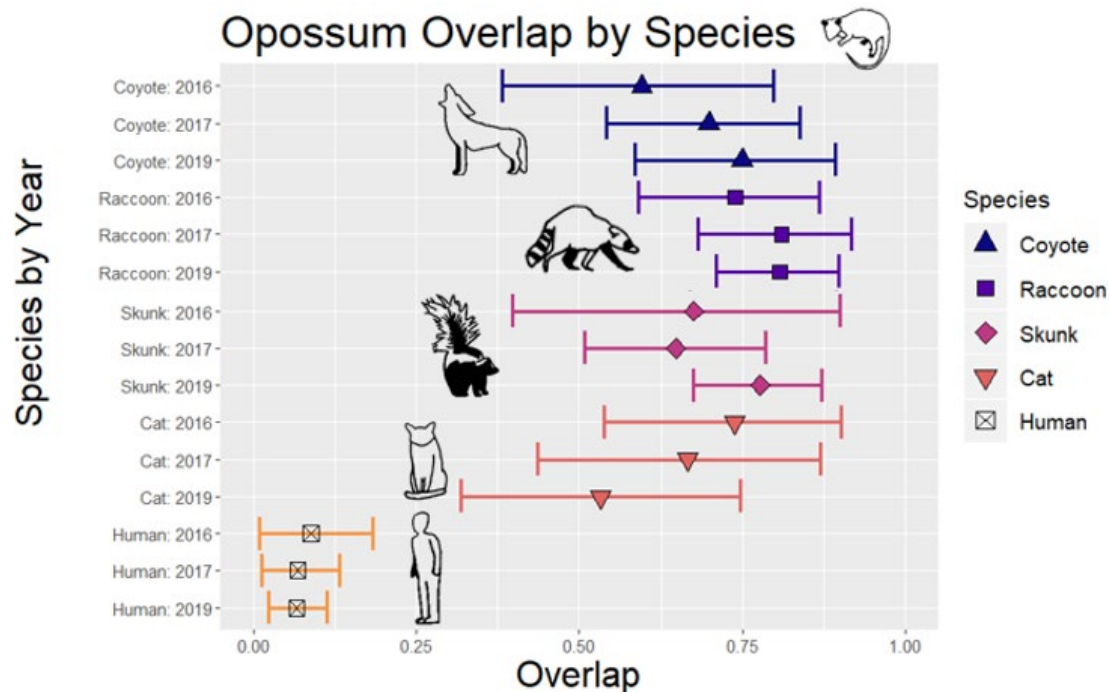 Opossum Overlap by Species
Species by Year
Coyote: 2016
Coyote: 2017
Coyote: 2019
Raccoon: 2016
Raccoon: 2017
Raccoon: 2019
Skunk: 2016
Skunk: 2017
Skunk: 2019
Cat: 2016
Cat: 2017
Cat: 2019
Human: 2016
Human: 2017
Human: 2019
0.00 0.25 0.50 0.75 1.00
Overlap
Species
Coyote
Raccoon
Skunk
Cat
Human